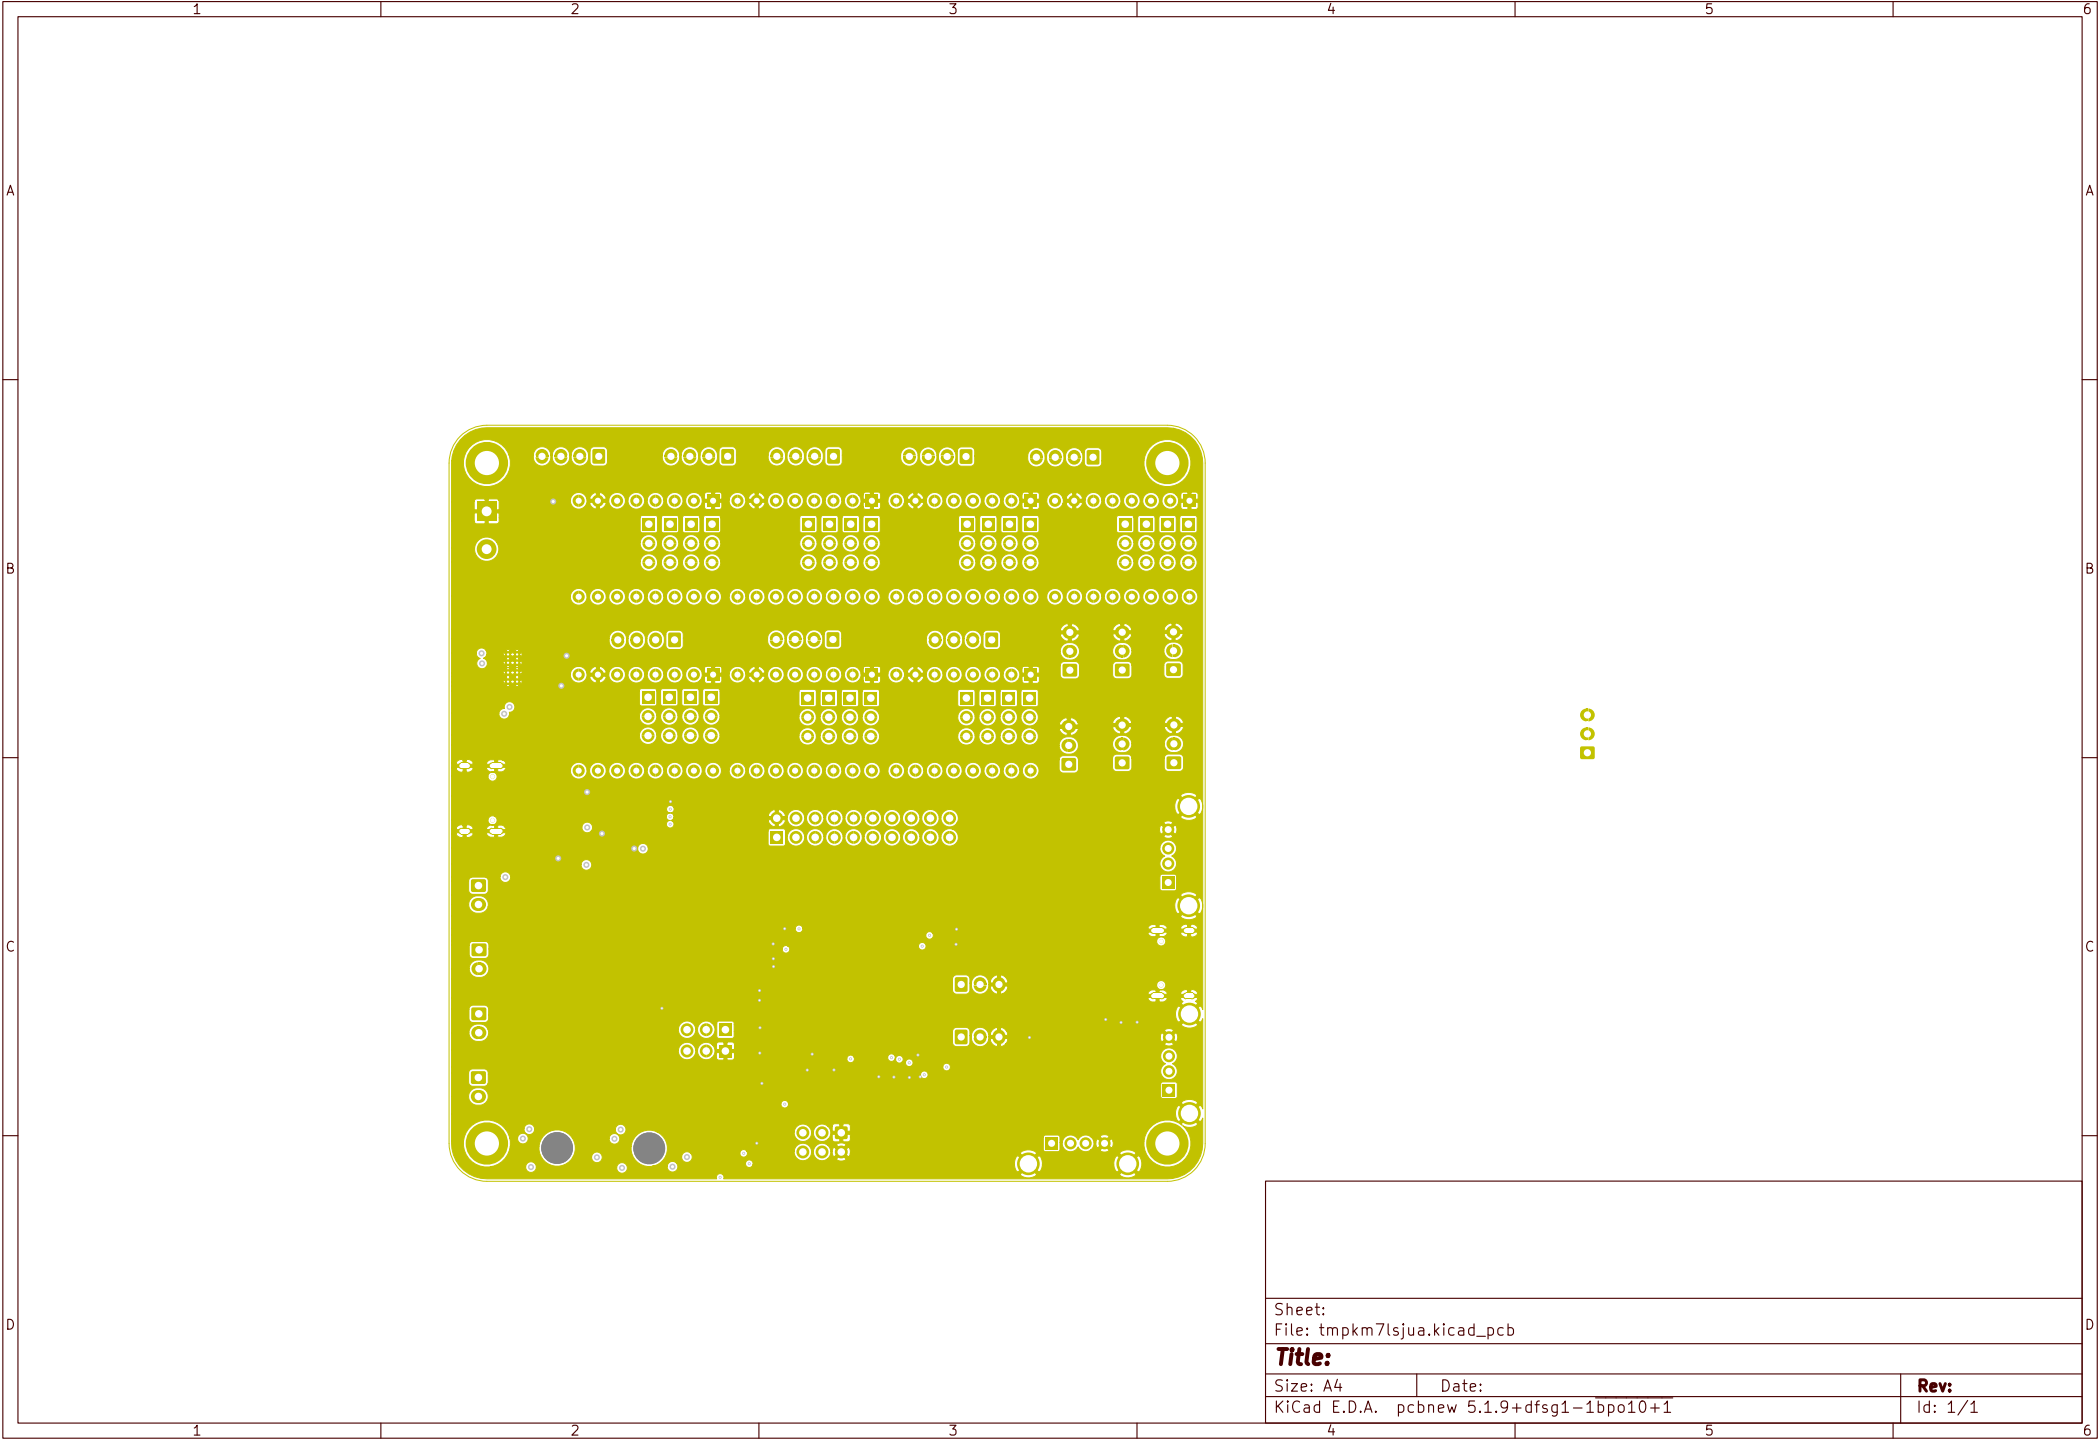 1 2 3 4 5 6
A A
B B
C C
D D
Sheet:
File: tmpkm7lsjua.kicad_pcb
Title:
Size: A4 Date: Rev:
KiCad E.D.A. pcbnew 5.1.9+dfsg1-1bpo10+1 Id: 1/1
1 2 3 4 5 6